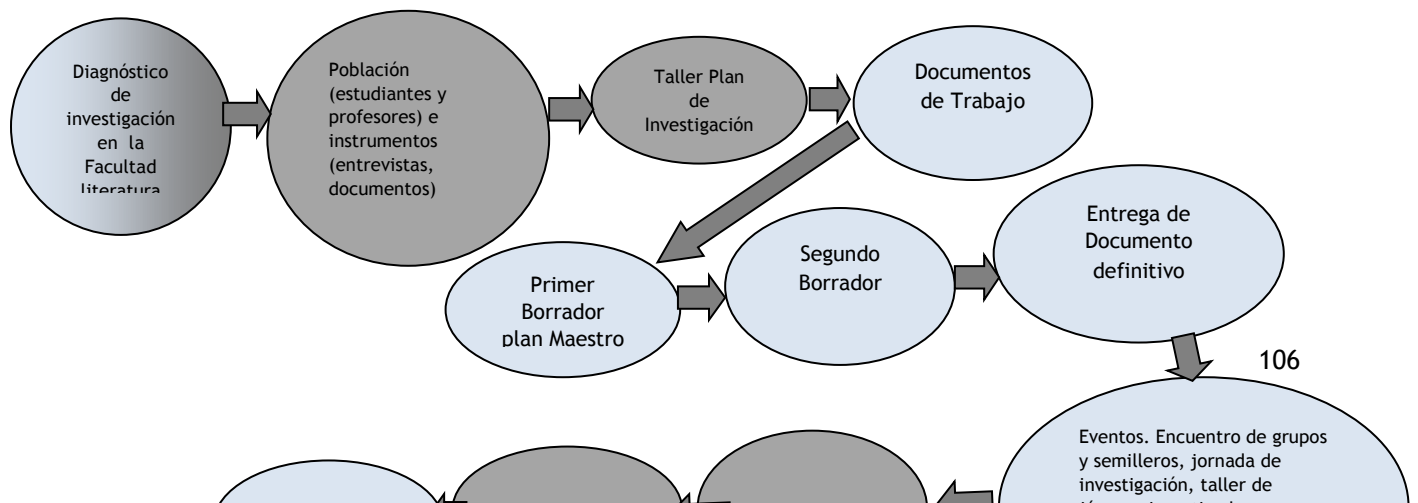 Diagnóstico
de
investigación
en la
Facultad
literatura
Población
(estudiantes y
profesores) e
instrumentos
(entrevistas,
documentos)
Taller Plan
de
Investigación
Documentos
de Trabajo
Primer
Borrador
plan Maestro
Segundo
Borrador
Entrega de
Documento
definitivo
106
Eventos. Encuentro de grupos
y semilleros, jornada de
investigación, taller de